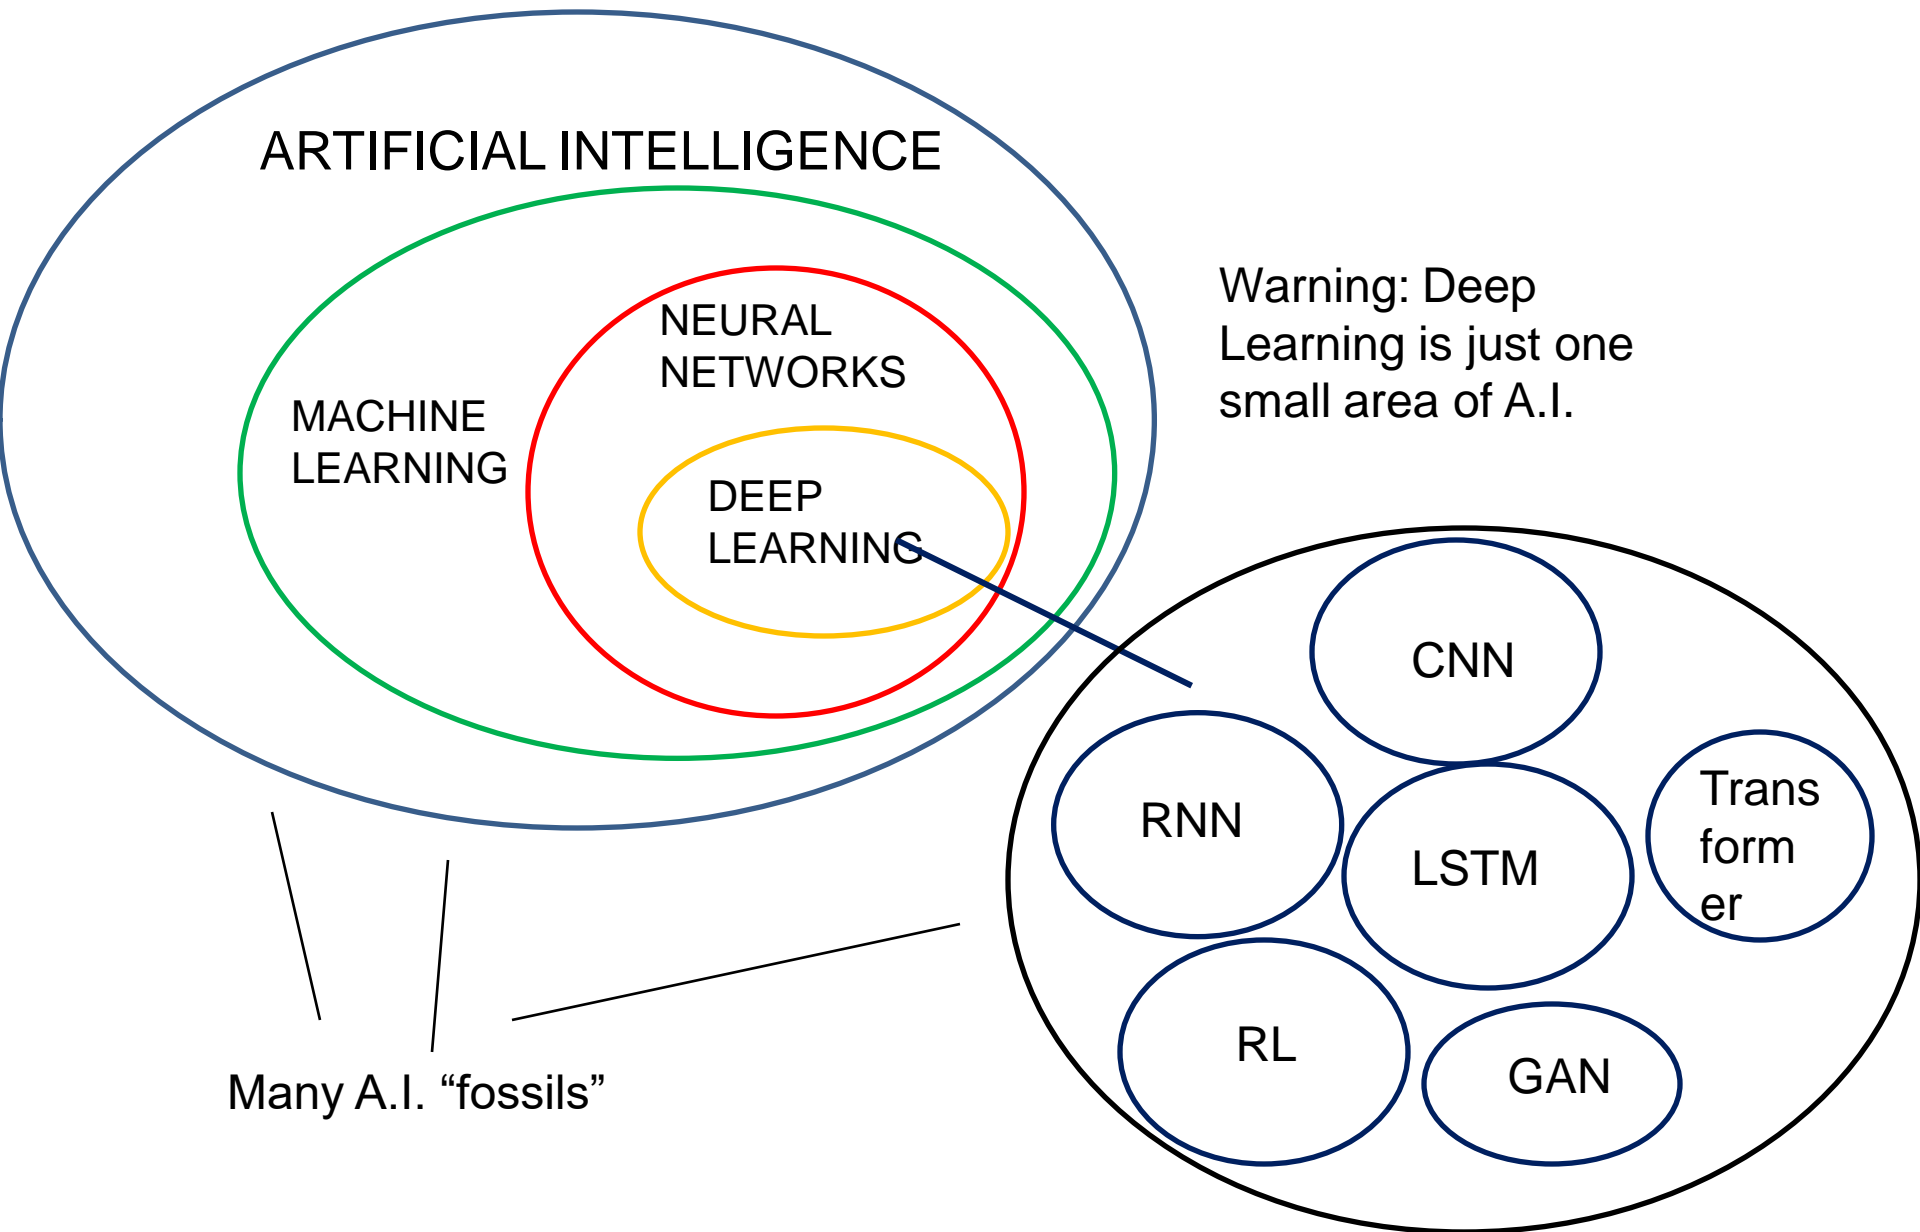 ARTIFICIAL INTELLIGENCE
NEURAL
NETWORKS
MACHINE
LEARNING
DEEP
LEARNING
Warning: Deep
Learning is just one
small area of A.I.
CNN
RNN
LSTM
Trans
form
er
RL
GAN
Many A.I. “fossils”